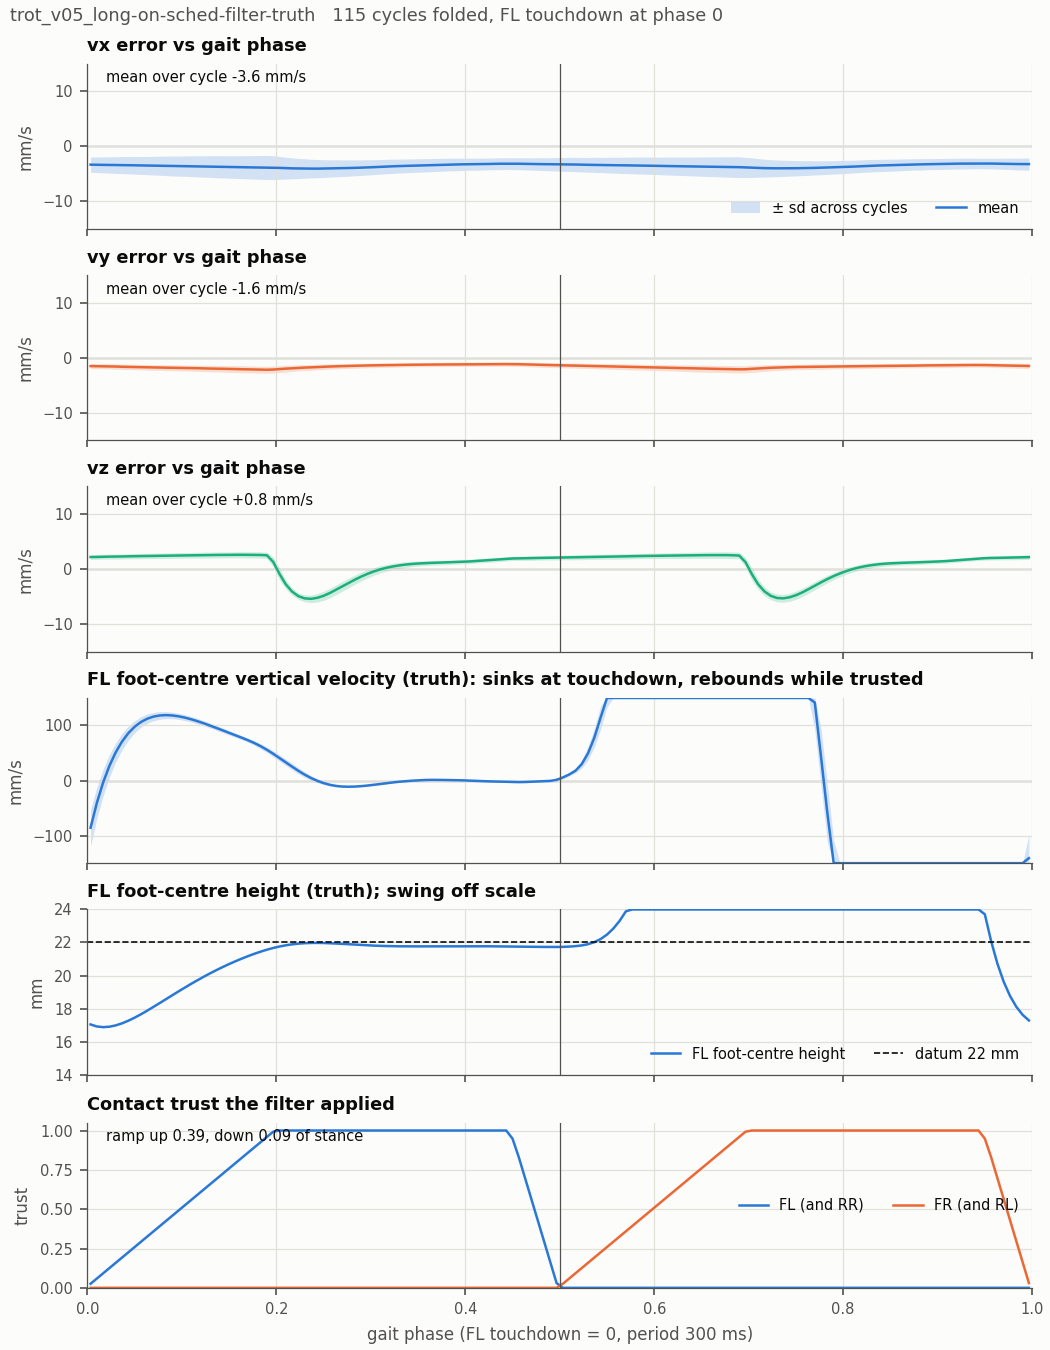 trot_v05_long-on-sched-filter-truth   115 cycles folded, FL touchdown at phase 0
vx error vs gait phase
mean over cycle -3.6 mm/s
10
0
−10
mm/s
± sd across cycles
mean
vy error vs gait phase
mean over cycle -1.6 mm/s
10
0
−10
mm/s
vz error vs gait phase
mean over cycle +0.8 mm/s
10
0
−10
mm/s
FL foot-centre vertical velocity (truth): sinks at touchdown, rebounds while trusted
100
0
−100
mm/s
FL foot-centre height (truth); swing off scale
24
22
20
18
16
14
mm
FL foot-centre height
datum 22 mm
Contact trust the filter applied
ramp up 0.39, down 0.09 of stance
1.00
0.75
0.50
0.25
0.00
trust
FL (and RR)
FR (and RL)
0.0 0.2 0.4 0.6 0.8 1.0
gait phase (FL touchdown = 0, period 300 ms)